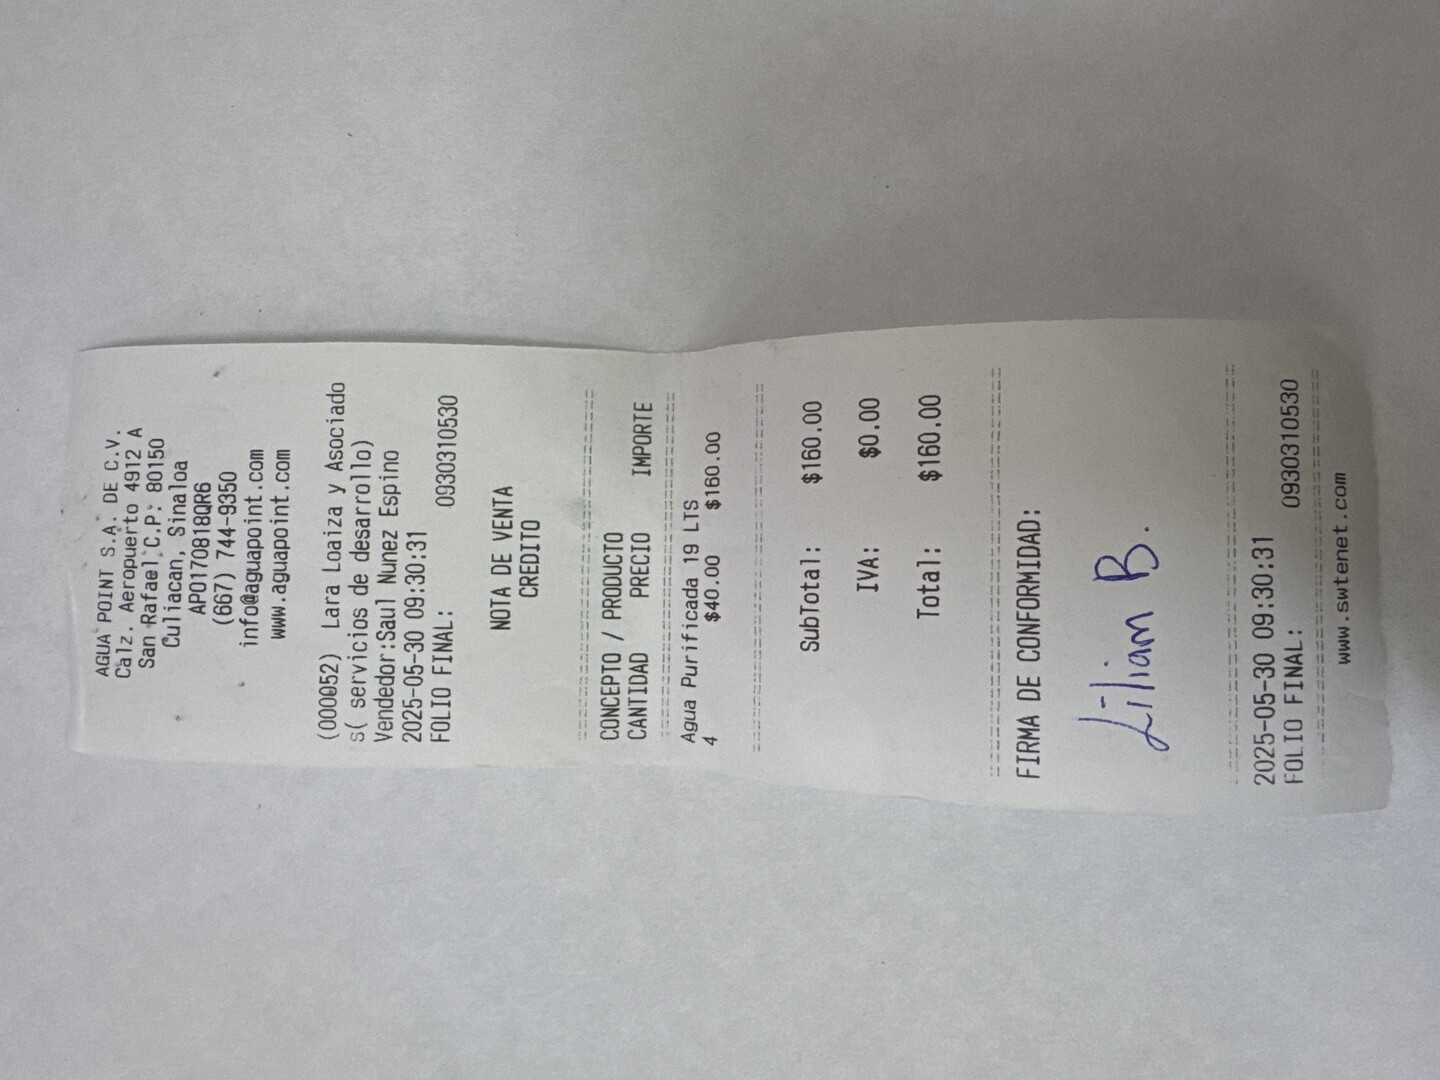 AGUA POINT S.A. DE C.V.
Calz. Aeropuerto 4912 A
San Rafael C.P: 80150
Culiacan, Sinaloa
APO170818QR6
(667) 744-9350
info@aguapoint.com
www.aguapoint.com
(000052) Lara Loaiza y Asociado
s( servicios de desarrollo)
Vendedor:Saul Nunez Espino
2025-05-30 09:30:31
FOLIO FINAL: 0930310530
NOTA DE VENTA
CREDITO
CONCEPTO / PRODUCTO
CANTIDAD PRECIO IMPORTE
Agua Purificada 19 LTS
4 $40.00 $160.00
SubTotal: $160.00
IVA: $0.00
Total: $160.00
FIRMA DE CONFORMIDAD:
Liliam B.
2025-05-30 09:30:31
FOLIO FINAL: 0930310530
www.swtenet.com